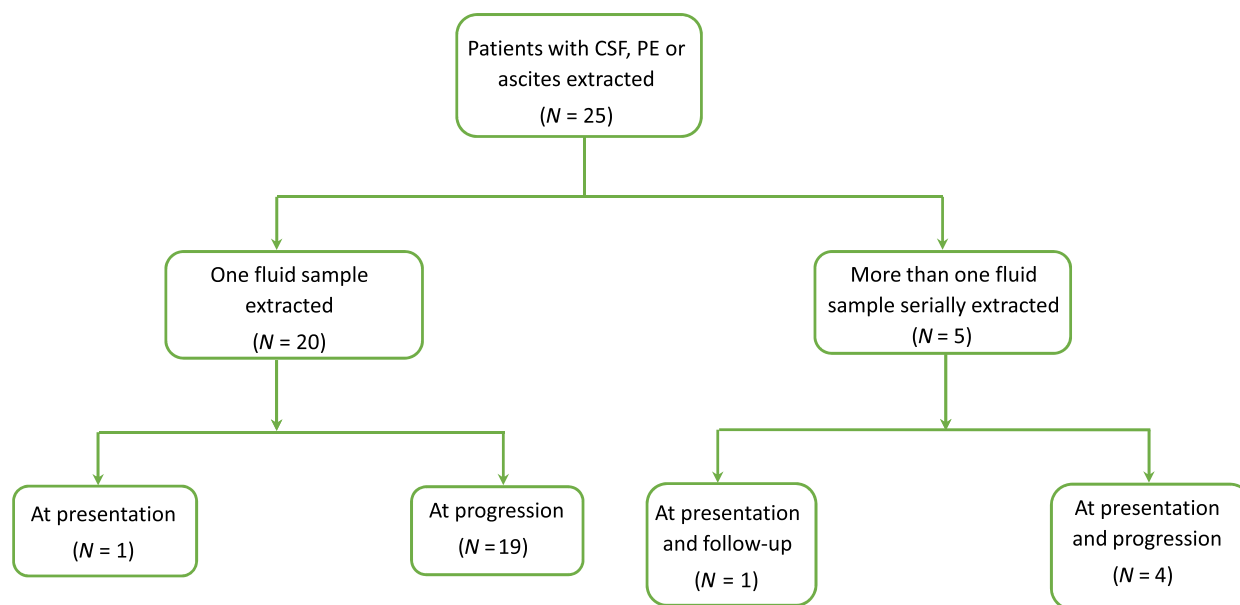 Patients with CSF, PE or
ascites extracted
(N = 25)
One fluid sample
extracted
(N = 20)
More than one fluid
sample serially extracted
(N = 5)
At presentation
(N = 1)
At progression
(N = 19)
At presentation
and follow-up
(N = 1)
At presentation
and progression
(N = 4)